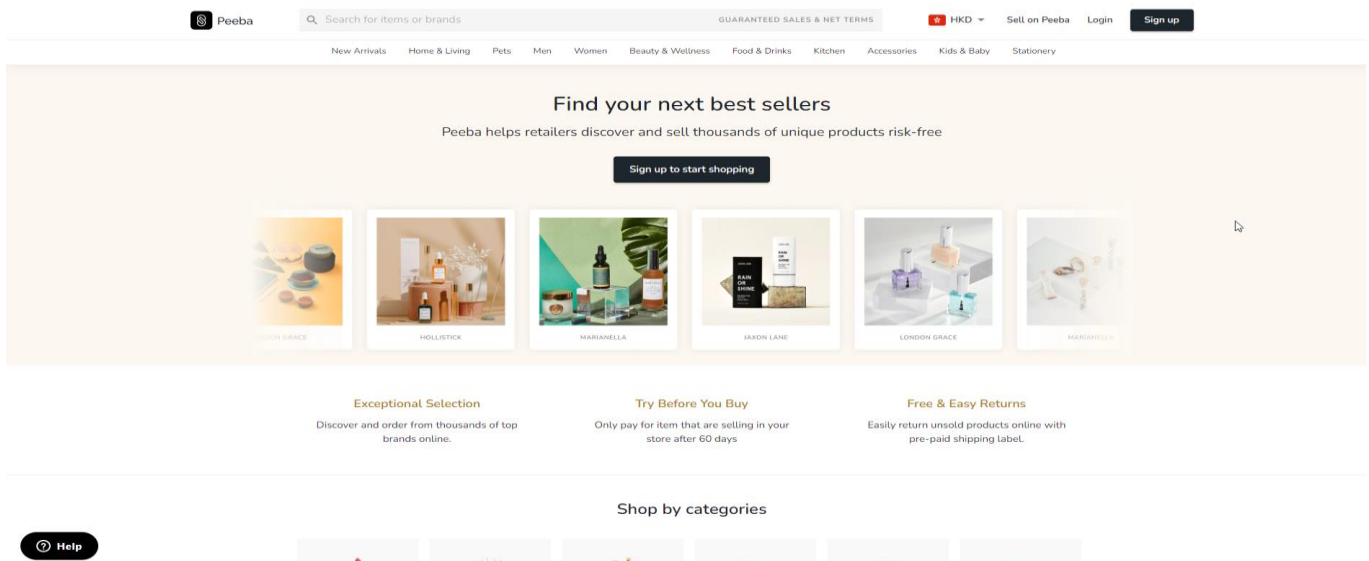 Peeba
Search for items or brands
GUARANTEED SALES & NET TERMS
HKD
Sell on Peeba
Login
Sign up
New Arrivals
Home & Living
Pets
Men
Women
Beauty & Wellness
Food & Drinks
Kitchen
Accessories
Kids & Baby
Stationery
Find your next best sellers
Peeba helps retailers discover and sell thousands of unique products risk-free
Sign up to start shopping
RAIN
OR
SHINE
GRACE
HOLLISTICK
MARIANELLA
JAXON LANE
LONDON GRACE
MARIANELLA
Exceptional Selection
Discover and order from thousands of top
brands online.
Try Before You Buy
Only pay for item that are selling in your
store after 60 days
Free & Easy Returns
Easily return unsold products online with
pre-paid shipping label.
Shop by categories
Help